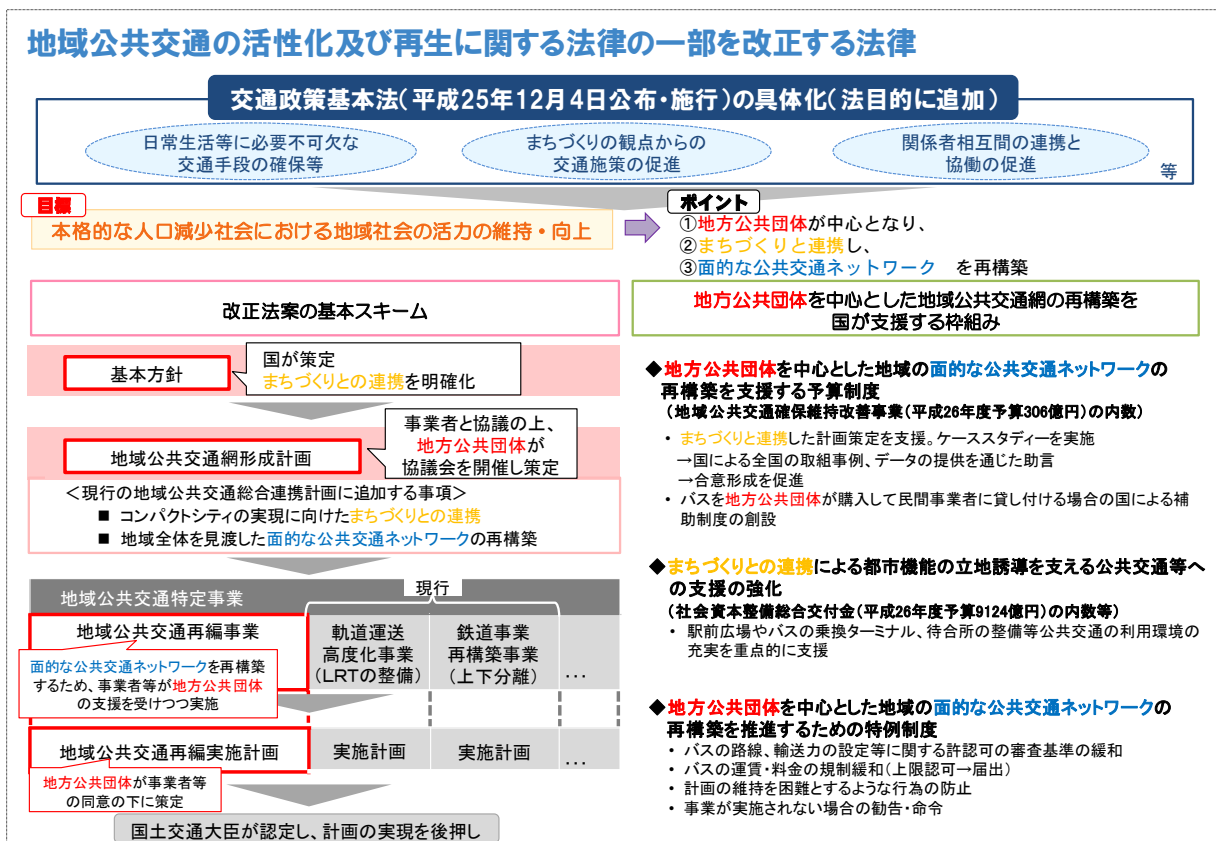 地域公共交通の活性化及び再生に関する法律の一部を改正する法律
交通政策基本法(平成25年12月4日公布・施行)の具体化(法目的に追加)
日常生活等に必要不可欠な
交通手段の確保等
まちづくりの観点からの
交通施策の促進
関係者相互間の連携と
協働の促進
等
目標
本格的な人口減少社会における地域社会の活力の維持・向上
ポイント
①地方公共団体が中心となり、
②まちづくりと連携し、
③面的な公共交通ネットワーク　を再構築
改正法案の基本スキーム
基本方針
国が策定
まちづくりとの連携を明確化
地域公共交通網形成計画
事業者と協議の上、
地方公共団体が
協議会を開催し策定
＜現行の地域公共交通総合連携計画に追加する事項＞
■ コンパクトシティの実現に向けたまちづくりとの連携
■ 地域全体を見渡した面的な公共交通ネットワークの再構築
地域公共交通特定事業
現行
地域公共交通再編事業
面的な公共交通ネットワークを再構築
するため、事業者等が地方公共団体
の支援を受けつつ実施
軌道運送
高度化事業
(LRTの整備)
鉄道事業
再構築事業
(上下分離)
…
地域公共交通再編実施計画
実施計画
実施計画
…
地方公共団体が事業者等
の同意の下に策定
国土交通大臣が認定し、計画の実現を後押し
地方公共団体を中心とした地域公共交通網の再構築を
国が支援する枠組み
◆地方公共団体を中心とした地域の面的な公共交通ネットワークの
再構築を支援する予算制度
(地域公共交通確保維持改善事業(平成26年度予算306億円)の内数)
・ まちづくりと連携した計画策定を支援。ケーススタディーを実施
→国による全国の取組事例、データの提供を通じた助言
→合意形成を促進
・ バスを地方公共団体が購入して民間事業者に貸し付ける場合の国による補
助制度の創設
◆まちづくりとの連携による都市機能の立地誘導を支える公共交通等へ
の支援の強化
(社会資本整備総合交付金(平成26年度予算9124億円)の内数等)
・ 駅前広場やバスの乗換ターミナル、待合所の整備等公共交通の利用環境の
充実を重点的に支援
◆地方公共団体を中心とした地域の面的な公共交通ネットワークの
再構築を推進するための特例制度
・ バスの路線、輸送力の設定等に関する許認可の審査基準の緩和
・ バスの運賃・料金の規制緩和(上限認可→届出)
・ 計画の維持を困難とするような行為の防止
・ 事業が実施されない場合の勧告・命令